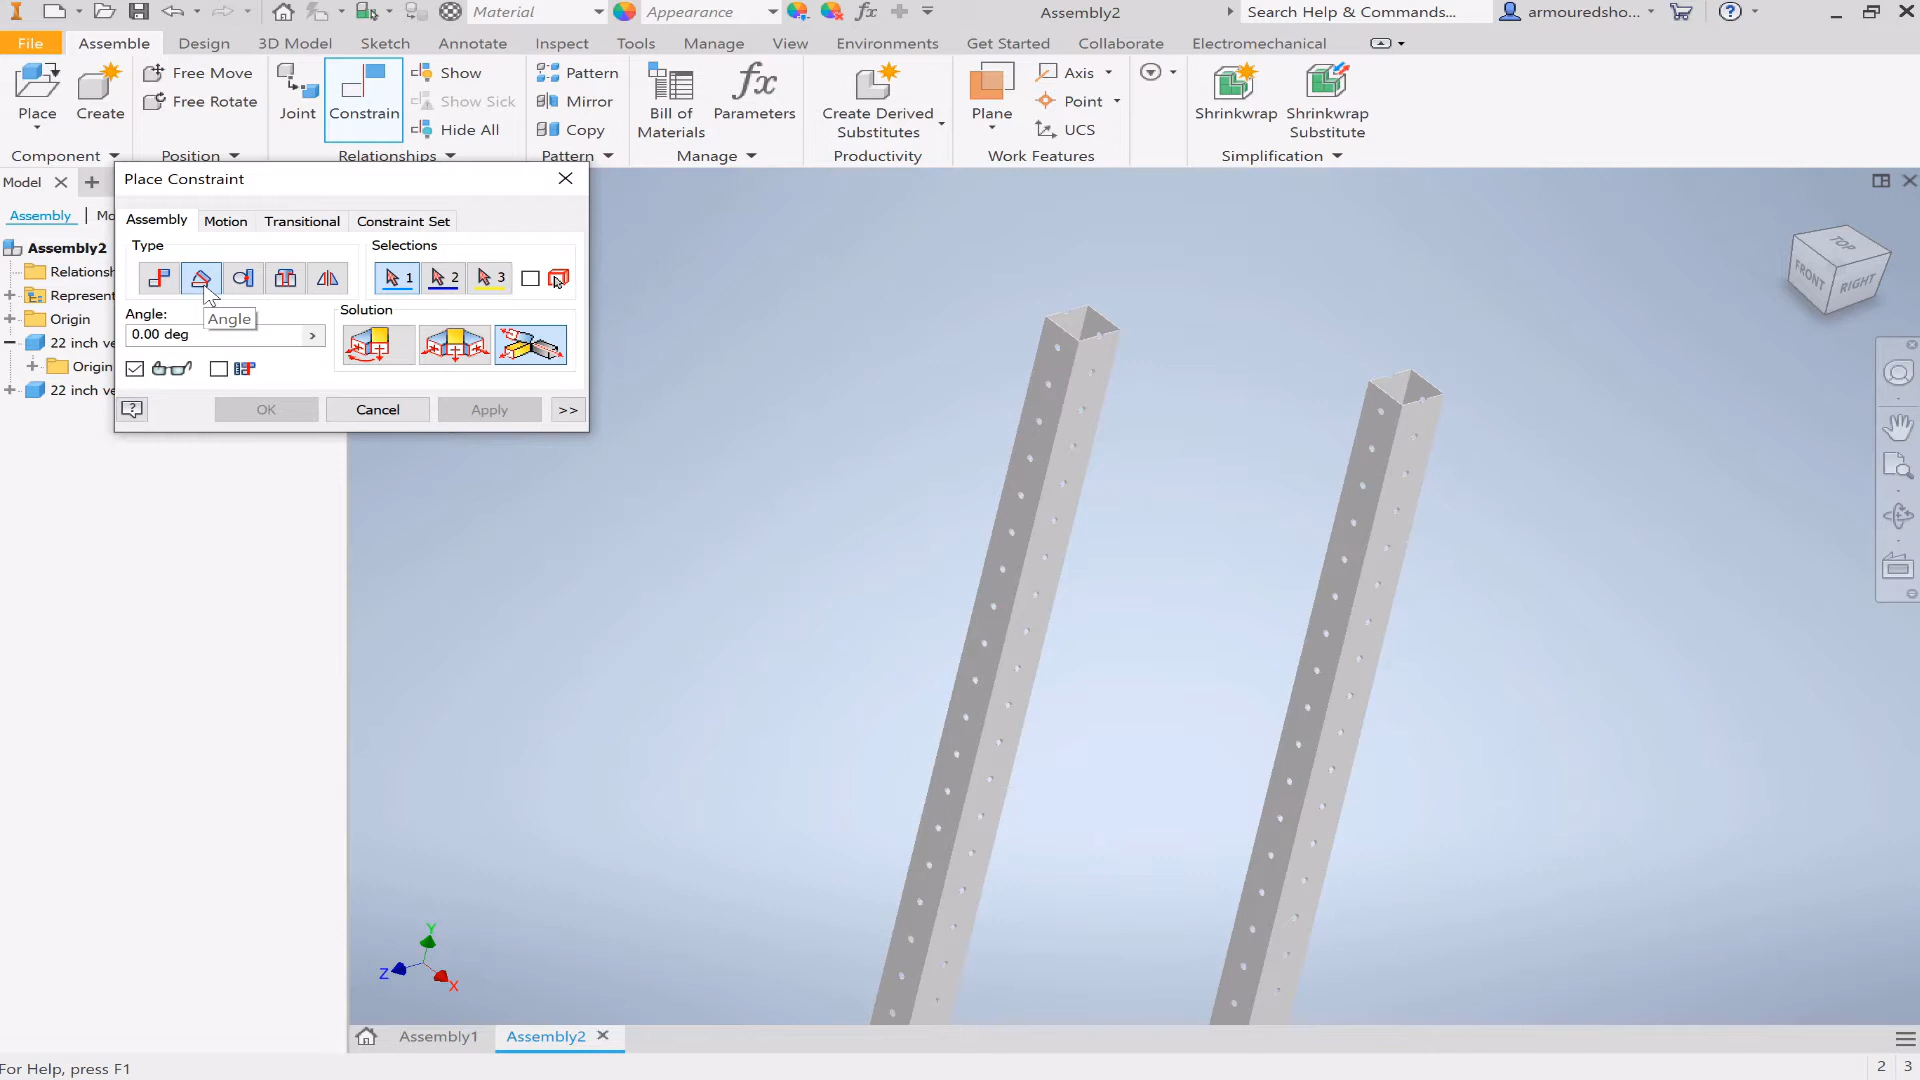 Material
Appearance
Assembly2
Search Help & Commands...
armouredsho...
File
Assemble
Design
3D Model
Sketch
Annotate
Inspect
Tools
Manage
View
Environments
Get Started
Collaborate
Electromechanical
Place
Create
Free Move
Free Rotate
Joint
Constrain
Show
Show Sick
Hide All
Pattern
Mirror
Copy
Bill of
Materials
Parameters
Create Derived
Substitutes
Plane
Axis
Point
UCS
Shrinkwrap
Shrinkwrap
Substitute
Component
Position
Relationships
Pattern
Manage
Productivity
Work Features
Simplification
Model
Assembly
Mo
Assembly2
Relationsh
Represent
Origin
22 inch ve
Origin
22 inch ve
Place Constraint
Assembly
Motion
Transitional
Constraint Set
Type
Selections
1
2
3
Angle:
0.00 deg
Angle
Solution
OK
Cancel
Apply
>>
TOP
FRONT
RIGHT
Y
Z
X
Assembly1
Assembly2
For Help, press F1
2
3